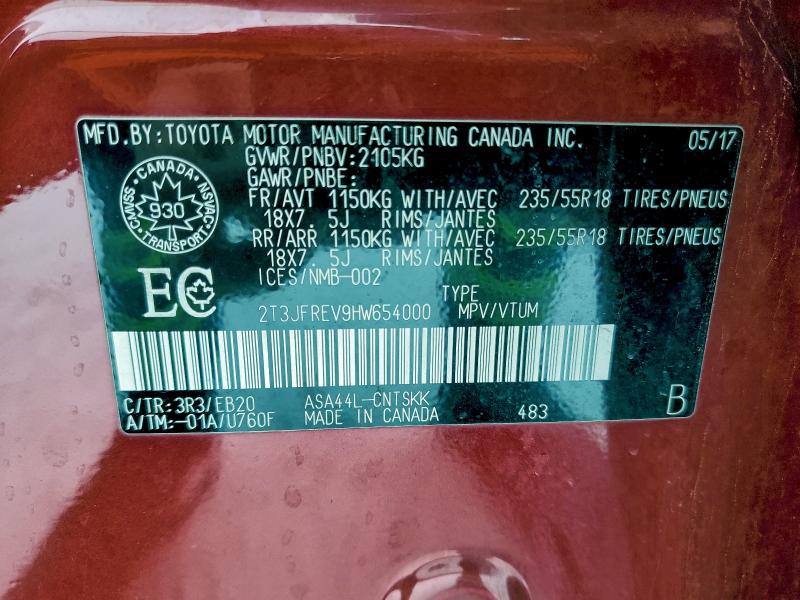 MFD.BY:TOYOTA MOTOR MANUFACTURING CANADA INC. 05/17
GVWR/PNBV:2105KG
GAWR/PNBE:
FR/AVT 1150KG WITH/AVEC 235/55R18 TIRES/PNEUS
18X7.5J RIMS/JANTES
RR/ARR 1150KG WITH/AVEC 235/55R18 TIRES/PNEUS
18X7.5J RIMS/JANTES
ICES/NMB-002
CANADA
CMVSS 930 NSVAC
TRANSPORT
EC
TYPE
2T3JFREV9HW654000 MPV/VTUM
C/TR:3R3/EB20 ASA44L-CNTSKK
A/TM:-01A/U760F MADE IN CANADA 483 B